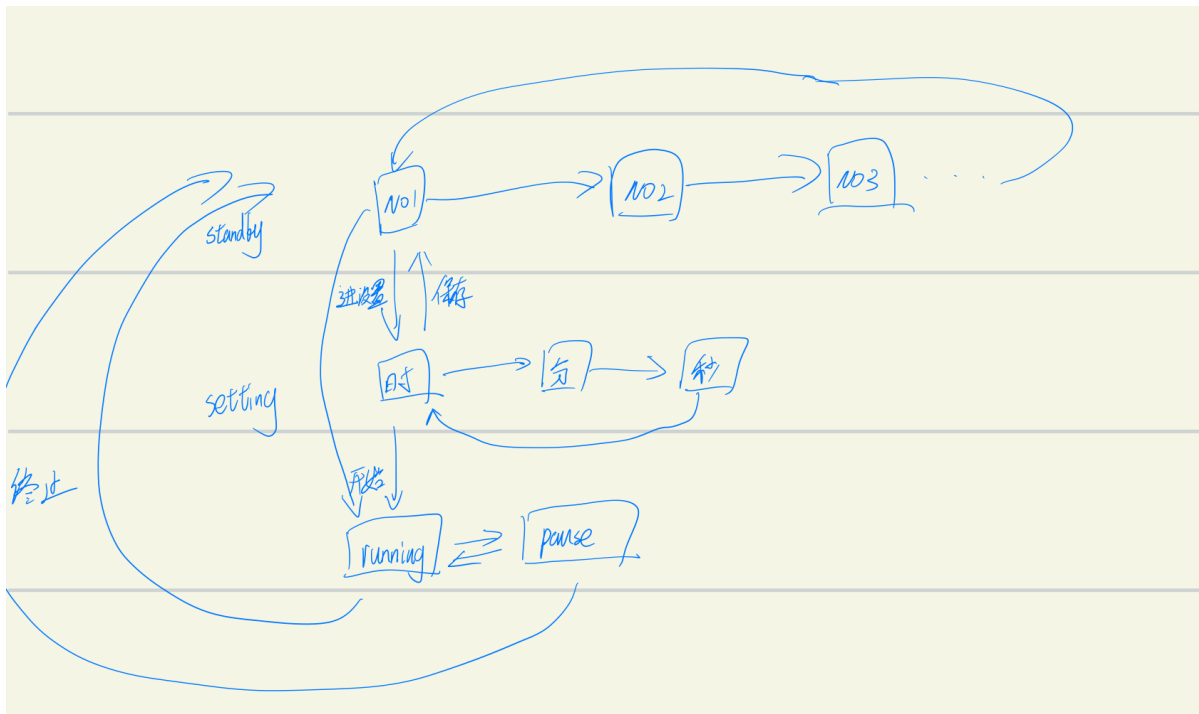 NO1
NO2
NO3 . . . .
standby
进设置
保存
时
分
秒
setting
终止
开始
running
pause